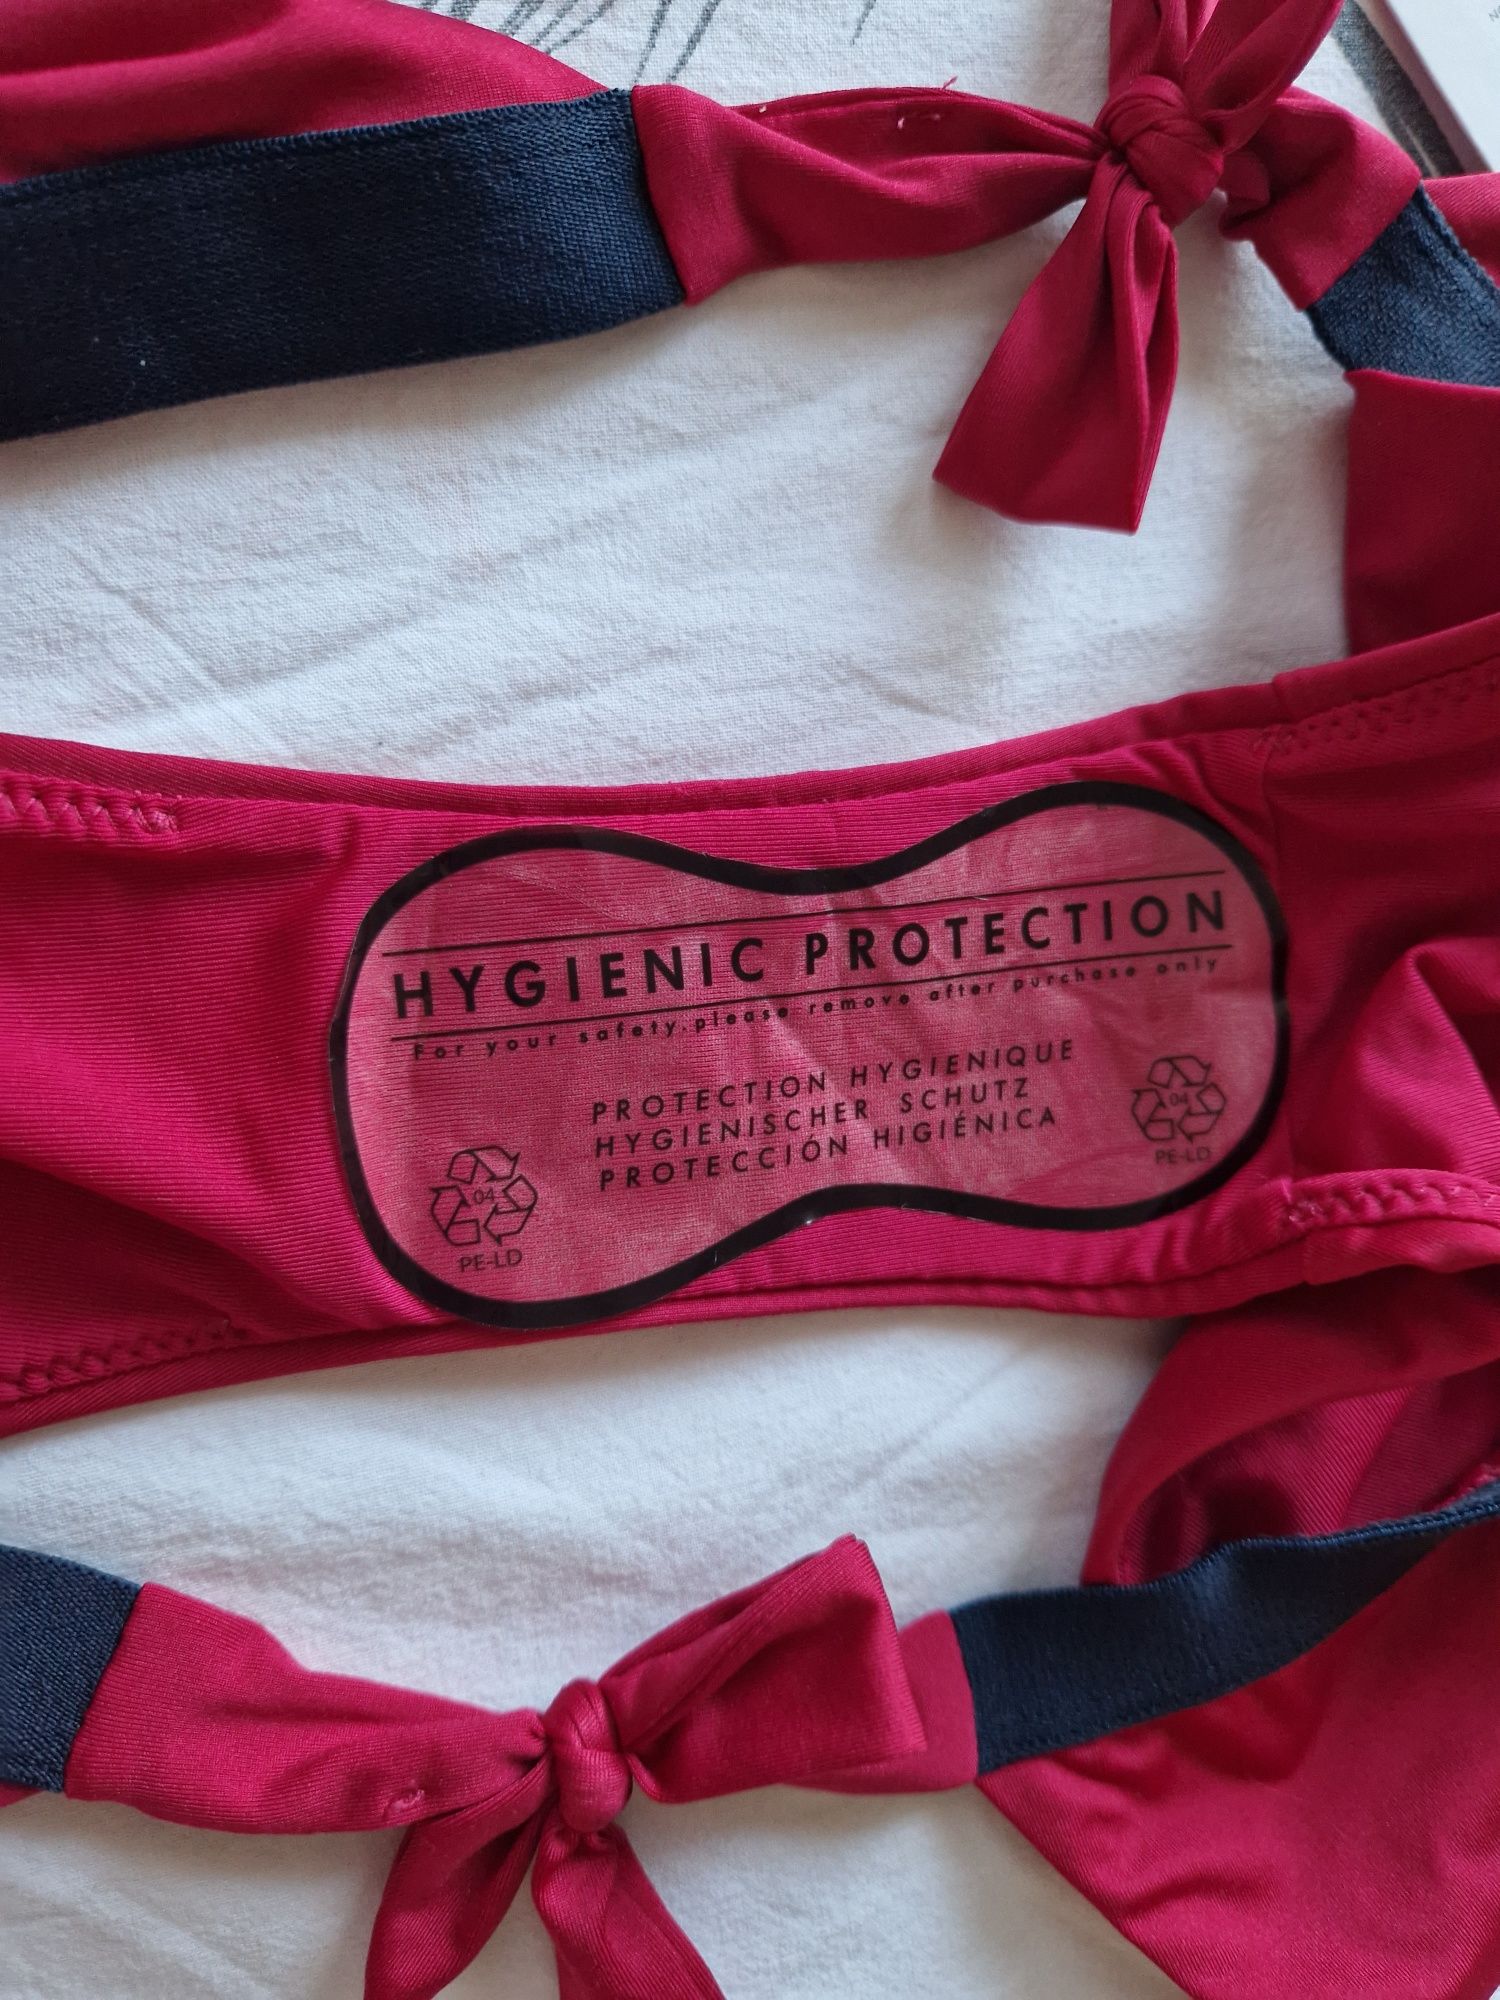 HYGIENIC PROTECTION
For your safety, please remove after purchase only
PROTECTION HYGIENIQUE
HYGIENISCHER SCHUTZ
PROTECCIÓN HIGIÉNICA
04
PE-LD
04
PE-LD